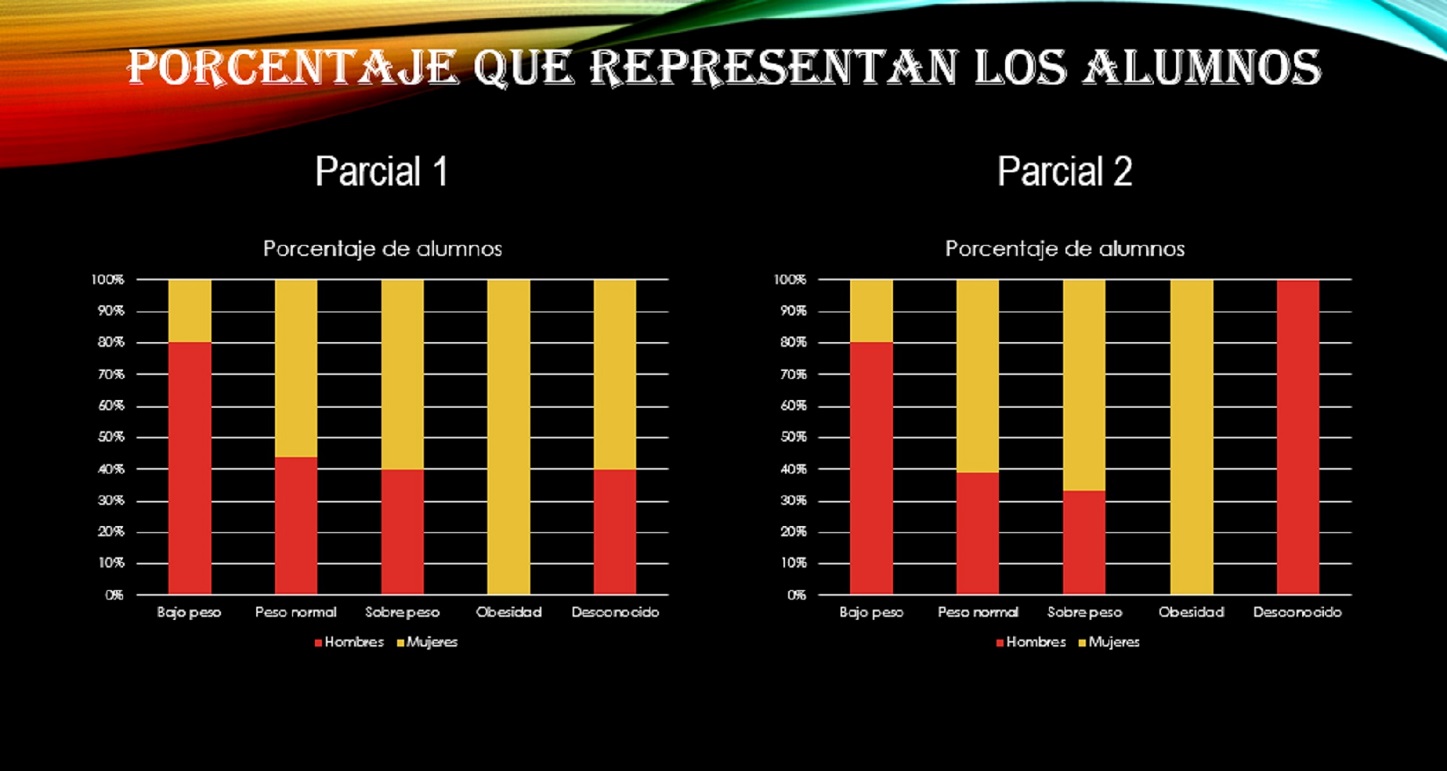 PORCENTAJE QUE REPRESENTAN LOS ALUMNOS
Parcial 1
Porcentaje de alumnos
100%
90%
80%
70%
60%
50%
40%
30%
20%
10%
0%
Bajo peso Peso normal Sobre peso Obesidad Desconocido
Hombres Mujeres
Parcial 2
Porcentaje de alumnos
100%
90%
80%
70%
60%
50%
40%
30%
20%
10%
0%
Bajo peso Peso normal Sobre peso Obesidad Desconocido
Hombres Mujeres